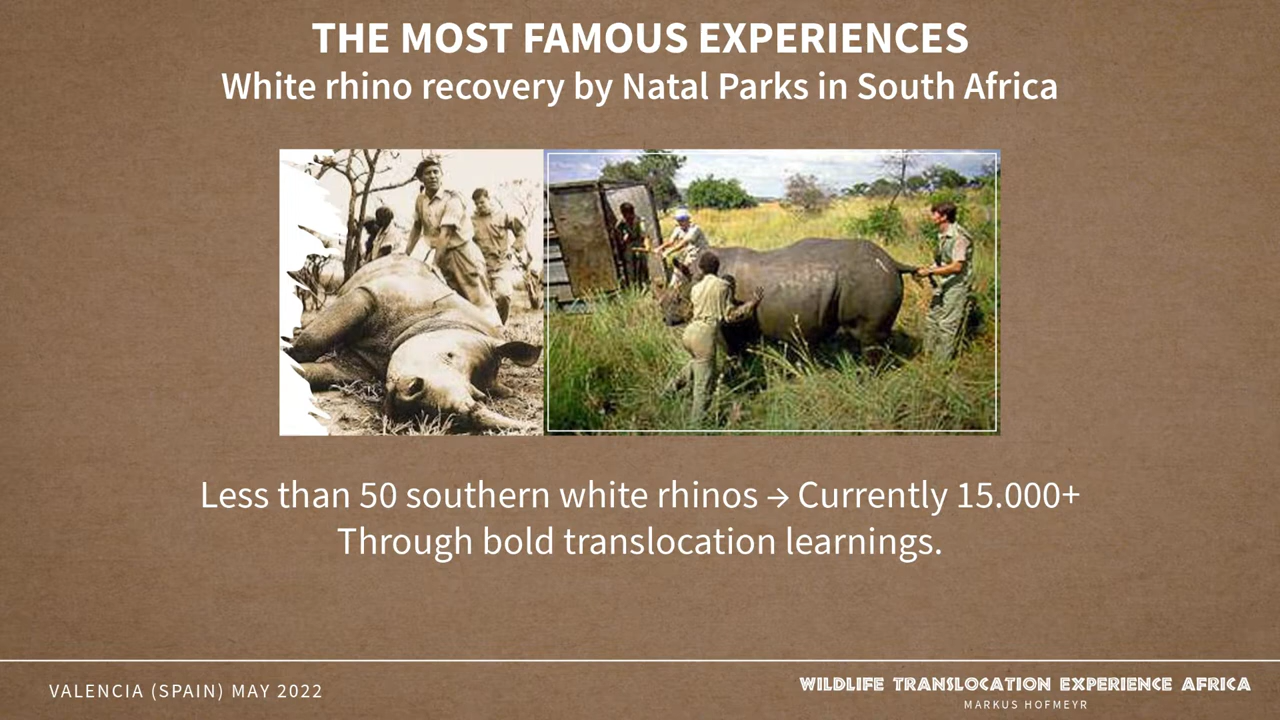 THE MOST FAMOUS EXPERIENCES
White rhino recovery by Natal Parks in South Africa
Less than 50 southern white rhinos → Currently 15.000+
Through bold translocation learnings.
VALENCIA (SPAIN) MAY 2022
WILDLIFE TRANSLOCATION EXPERIENCE AFRICA
MARKUS HOFMEYR